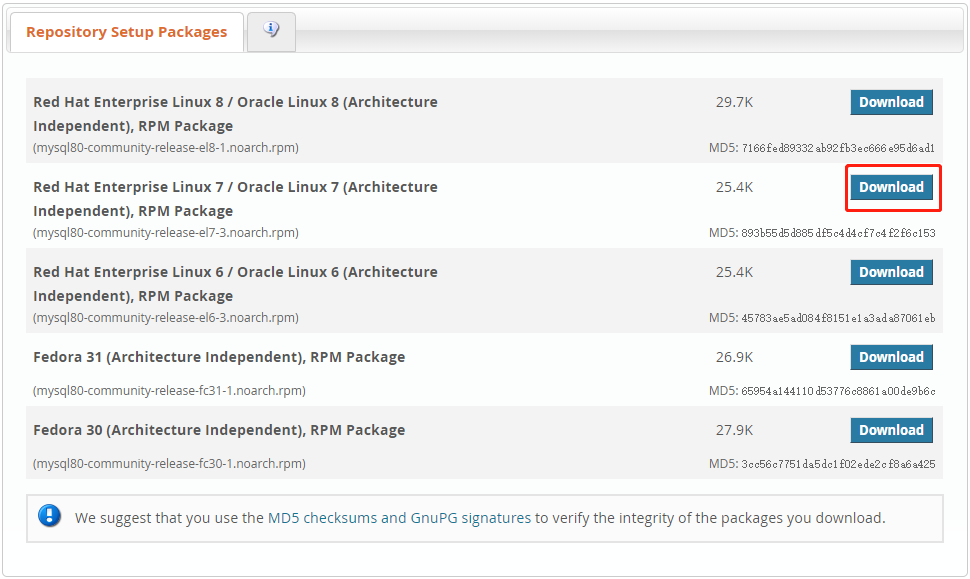 Repository Setup Packages
Red Hat Enterprise Linux 8 / Oracle Linux 8 (Architecture Independent), RPM Package
29.7K
Download
(mysql80-community-release-el8-1.noarch.rpm)
MD5: 7166fed89332ab92fb3ec666e95d6ad1
Red Hat Enterprise Linux 7 / Oracle Linux 7 (Architecture Independent), RPM Package
25.4K
Download
(mysql80-community-release-el7-3.noarch.rpm)
MD5: 893b55d5d885df5c4d4cf7c4f2f6c153
Red Hat Enterprise Linux 6 / Oracle Linux 6 (Architecture Independent), RPM Package
25.4K
Download
(mysql80-community-release-el6-3.noarch.rpm)
MD5: 45783ae5ad084f8151e1a3ada87061eb
Fedora 31 (Architecture Independent), RPM Package
26.9K
Download
(mysql80-community-release-fc31-1.noarch.rpm)
MD5: 65954a144110d53776c8861a00de9b6c
Fedora 30 (Architecture Independent), RPM Package
27.9K
Download
(mysql80-community-release-fc30-1.noarch.rpm)
MD5: 3cc56c7751da5dc1f02ede2cf8a6a425
We suggest that you use the MD5 checksums and GnuPG signatures to verify the integrity of the packages you download.